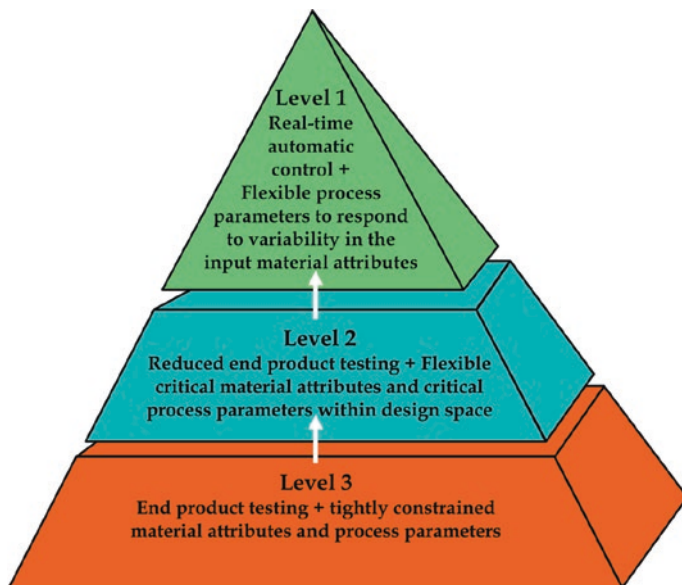 Level 1
Real-time
automatic
control +
Flexible process
parameters to respond
to variability in the
input material attributes
Level 2
Reduced end product testing + Flexible
critical material attributes and critical
process parameters within design space
Level 3
End product testing + tightly constrained
material attributes and process parameters